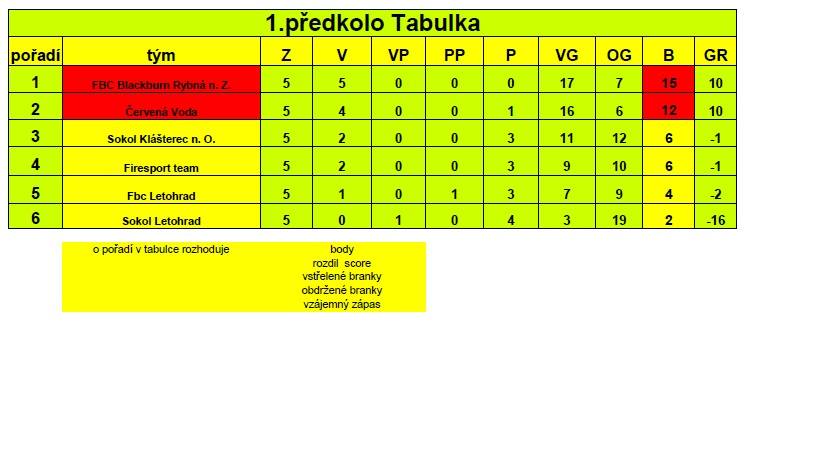 1.předkolo Tabulka
pořadí tým Z V VP PP P VG OG B GR
1 FBC Blackburn Rybná n. Z. 5 5 0 0 0 17 7 15 10
2 Červená Voda 5 4 0 0 1 16 6 12 10
3 Sokol Klášterec n. O. 5 2 0 0 3 11 12 6 -1
4 Firesport team 5 2 0 0 3 9 10 6 -1
5 Fbc Letohrad 5 1 0 1 3 7 9 4 -2
6 Sokol Letohrad 5 0 1 0 4 3 19 2 -16
o pořadí v tabulce rozhoduje body
rozdil score
vstřelené branky
obdržené branky
vzájemný zápas